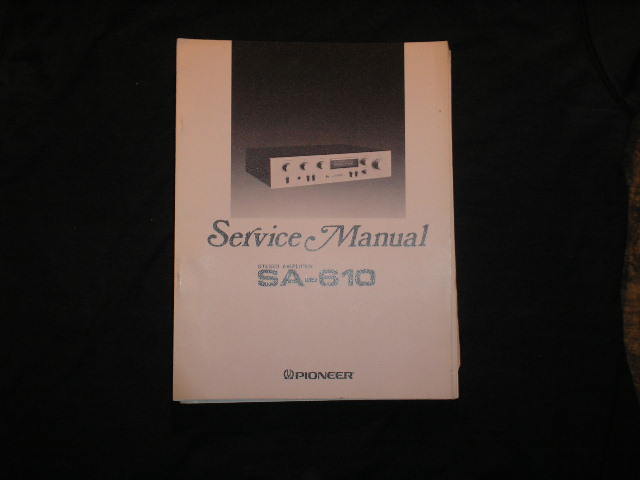 Service Manual
STEREO AMPLIFIER
SA-610
PIONEER